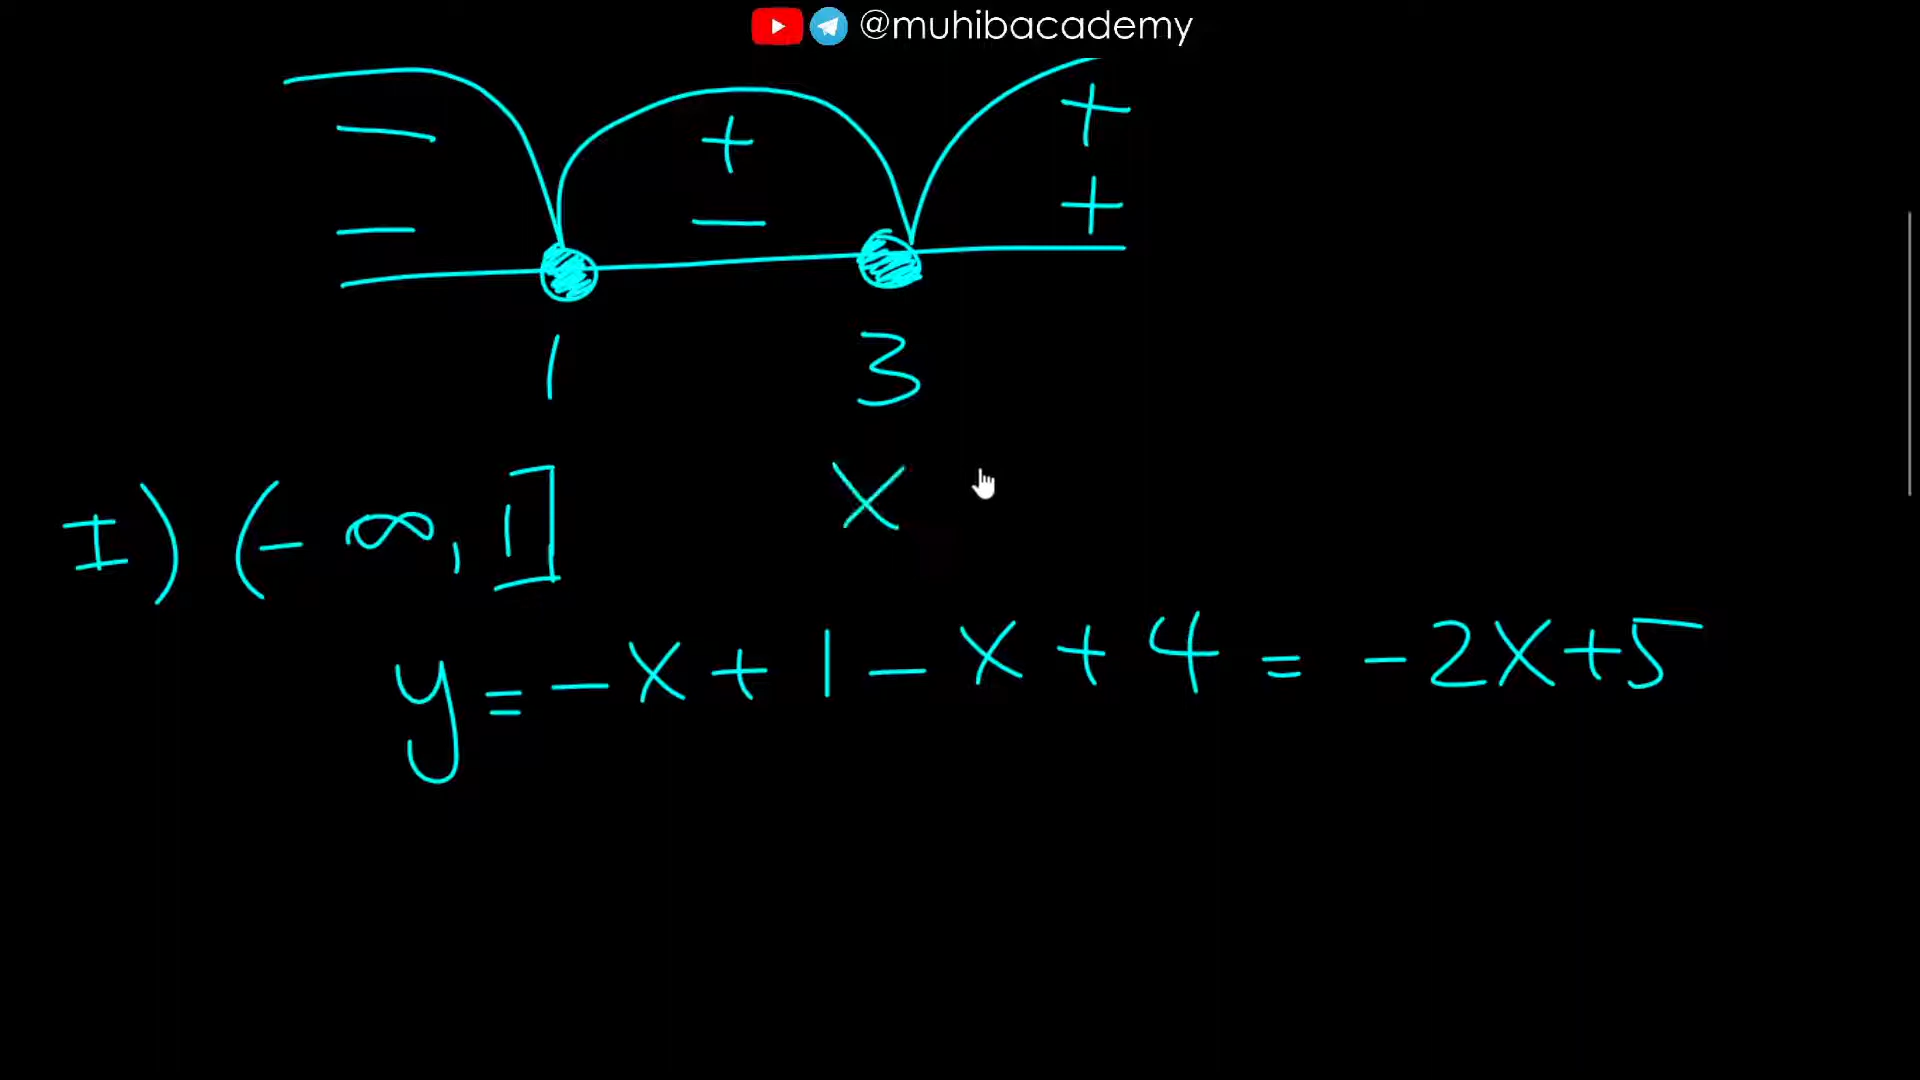 @muhibacademy
− + +
− − +
1 3
I) (-∞, 1] x
y = -x + 1 - x + 4 = -2x+5